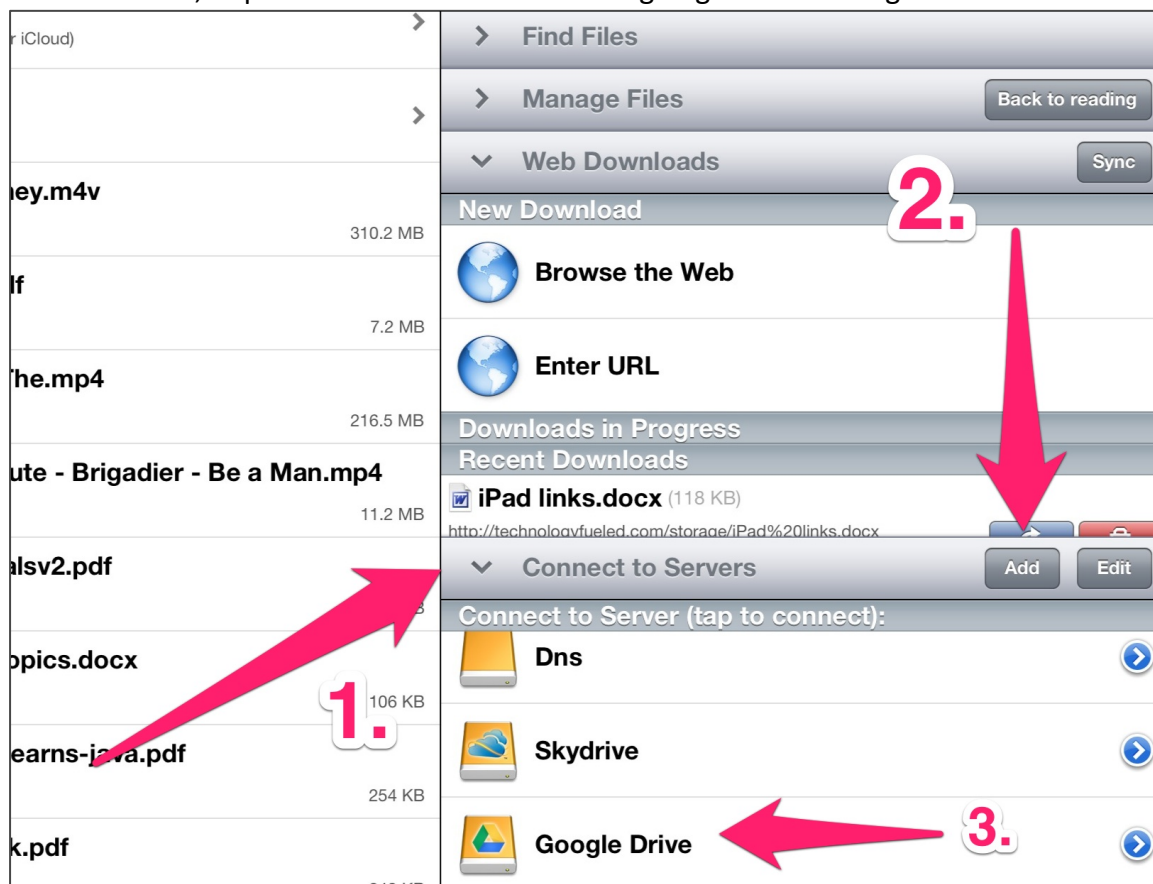 r iCloud)
ey.m4v
310.2 MB
lf
7.2 MB
The.mp4
216.5 MB
ute - Brigadier - Be a Man.mp4
11.2 MB
alsv2.pdf
opics.docx
106 KB
earns-java.pdf
254 KB
k.pdf
1.
Find Files
Manage Files
Back to reading
Web Downloads
Sync
2.
New Download
Browse the Web
Enter URL
Downloads in Progress
Recent Downloads
iPad links.docx (118 KB)
http://technologyfueled.com/storage/iPad%20links.docx
Connect to Servers
Add
Edit
Connect to Server (tap to connect):
Dns
Skydrive
Google Drive
3.